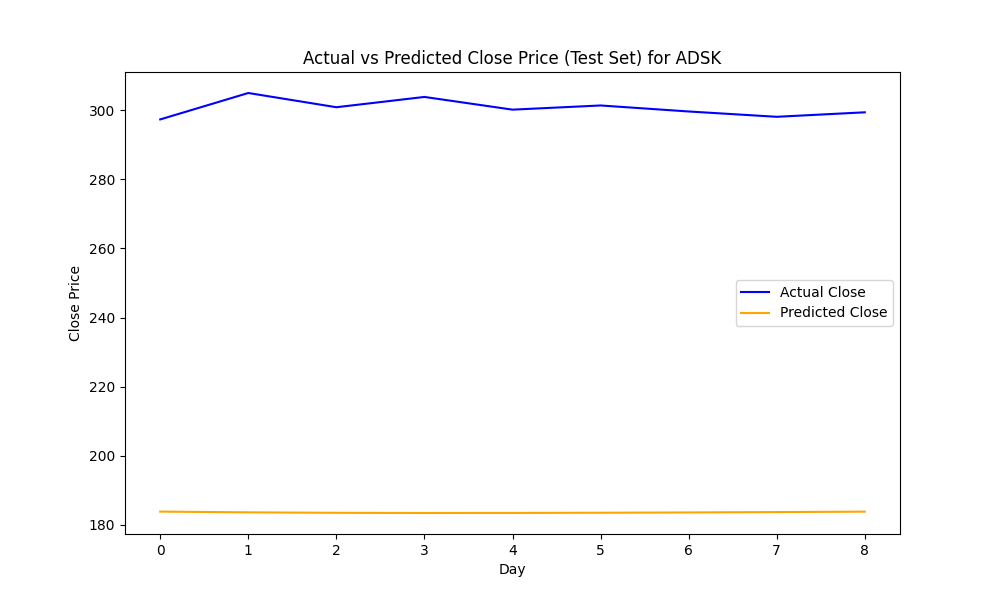 Actual vs Predicted Close Price (Test Set) for ADSK
300
280
260
240
220
200
180
Close Price
Actual Close
Predicted Close
0 1 2 3 4 5 6 7 8
Day